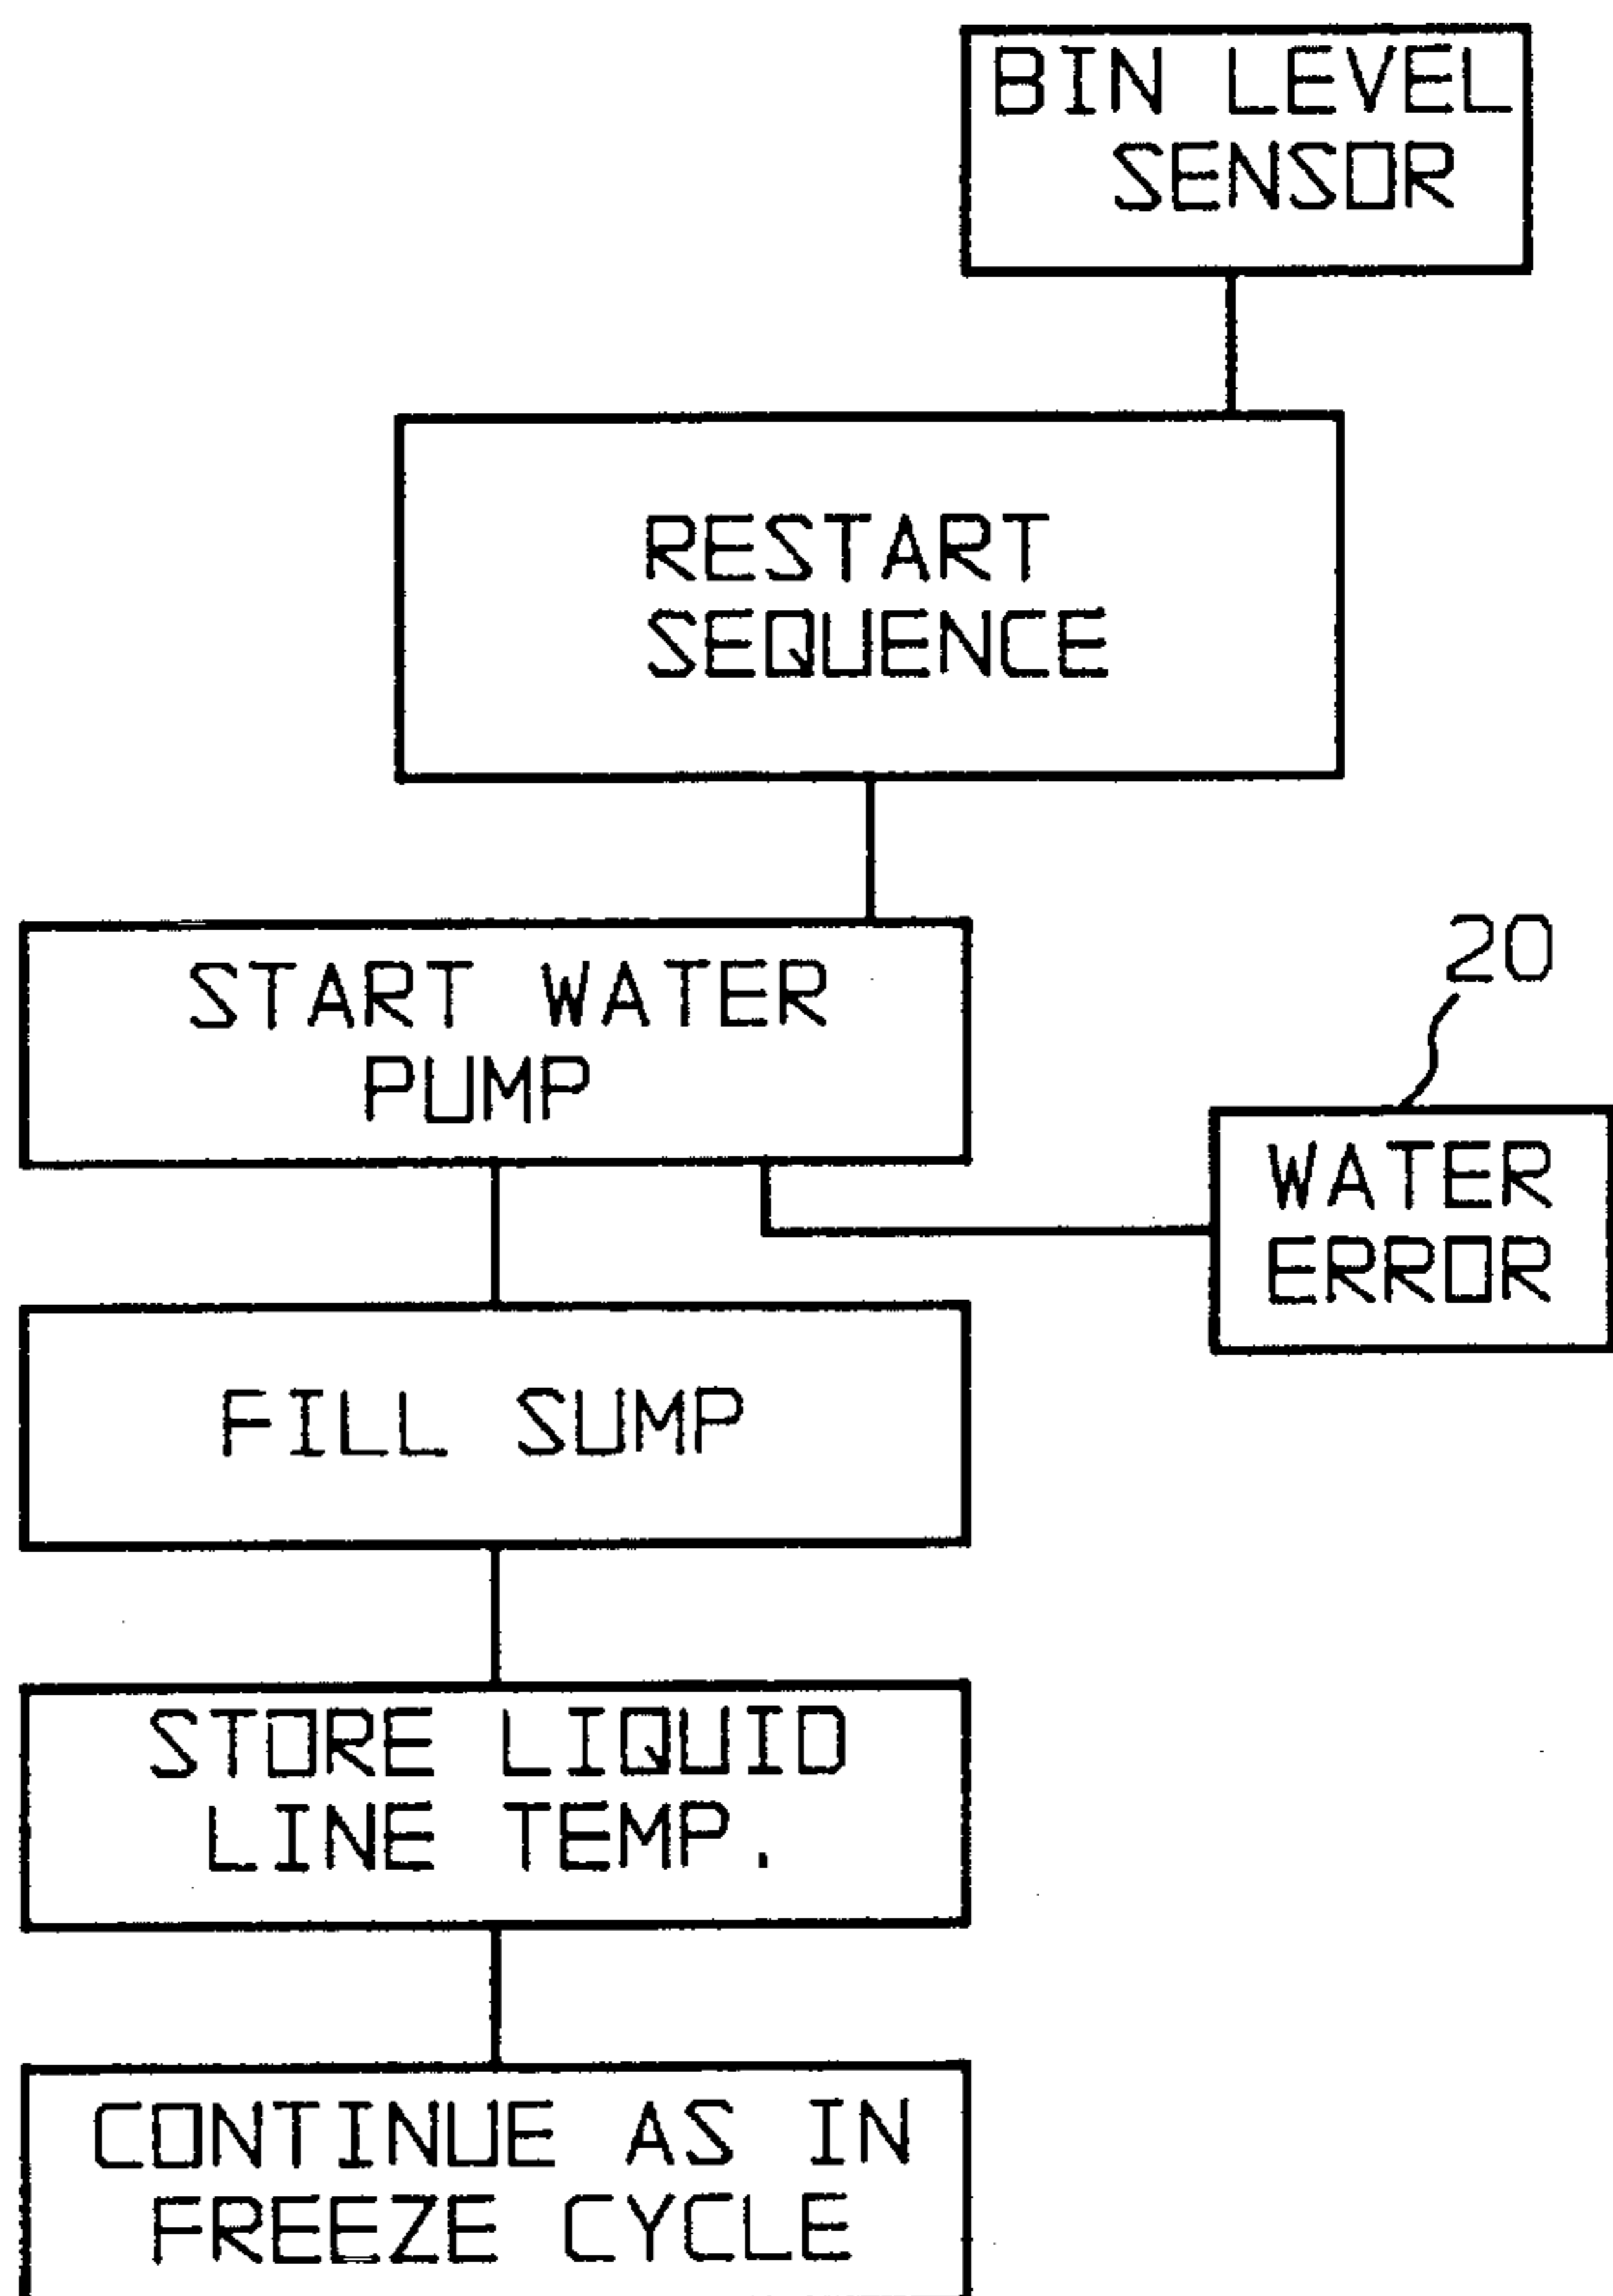 BIN LEVEL
SENSOR
RESTART
SEQUENCE
START WATER
PUMP
20
WATER
ERROR
FILL SUMP
STORE LIQUID
LINE TEMP.
CONTINUE AS IN
FREEZE CYCLE